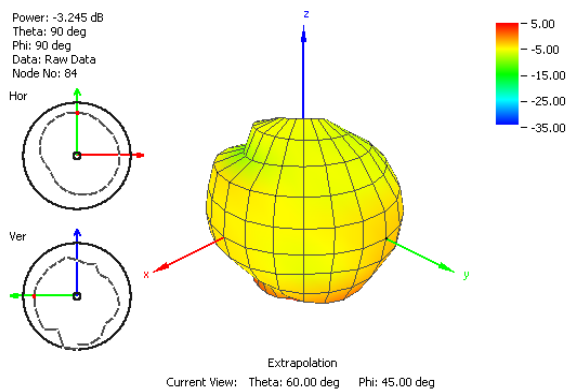 Power: -3.245 dB
Theta: 90 deg
Phi: 90 deg
Data: Raw Data
Node No: 84
Hor
Ver
z
x
y
5.00
-5.00
-15.00
-25.00
-35.00
Extrapolation
Current View: Theta: 60.00 deg Phi: 45.00 deg